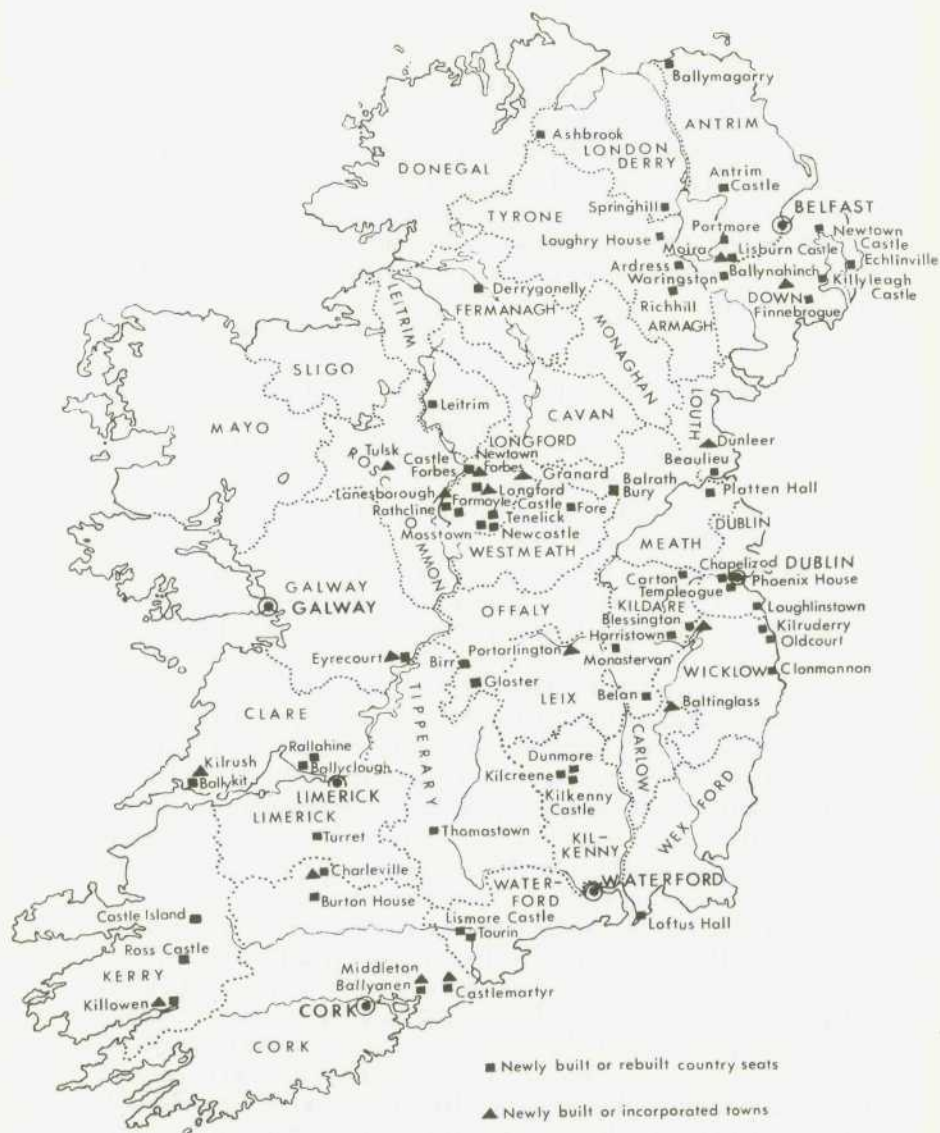 Ballymagarry
ANTRIM
Ashbrook
LONDON
DERRY
DONEGAL
Antrim
Castle
TYRONE
Springhill
BELFAST
Portmore
Newtown
Castle
Loughry House
Moira
Lisburn Castle
Echlinville
Ardress
Ballynahinch
Waringston
Killyleagh
Castle
Derrygonelly
Richhill
DOWN
Finnebrogue
FERMANAGH
ARMAGH
LEITRIM
MONAGHAN
SLIGO
Leitrim
CAVAN
LOUTH
MAYO
Dunleer
Tulsk
LONGFORD
Castle
Forbes
Newtown
Forbes
Granard
Beaulieu
ROSCOMMON
Balrath
Bury
Lanesborough
Longford
Platten Hall
Rathcline
Formoyle
Castle
Fore
Tenelick
DUBLIN
Mosstown
Newcastle
WESTMEATH
MEATH
Chapelizod
DUBLIN
Carton
Phoenix House
Templeogue
GALWAY
GALWAY
OFFALY
KILDARE
Loughlinstown
Blessington
Kilruderry
Harristown
Oldcourt
Eyrecourt
Birr
Portarlington
Monastervan
WICKLOW
Clonmannon
Gloster
LEIX
Belan
Baltinglass
CLARE
TIPPERARY
CARLOW
Rallahine
Kilrush
Ballyclough
Dunmore
Ballykit
Kilcreene
LIMERICK
Kilkenny
Castle
LIMERICK
WEXFORD
Turret
Thomastown
KIL-
KENNY
Charleville
WATER-
FORD
WATERFORD
Burton House
Castle Island
Lismore Castle
Loftus Hall
Tourin
Ross Castle
KERRY
Middleton
Ballyanen
Castlemartyr
Killowen
CORK
CORK
Newly built or rebuilt country seats
Newly built or incorporated towns